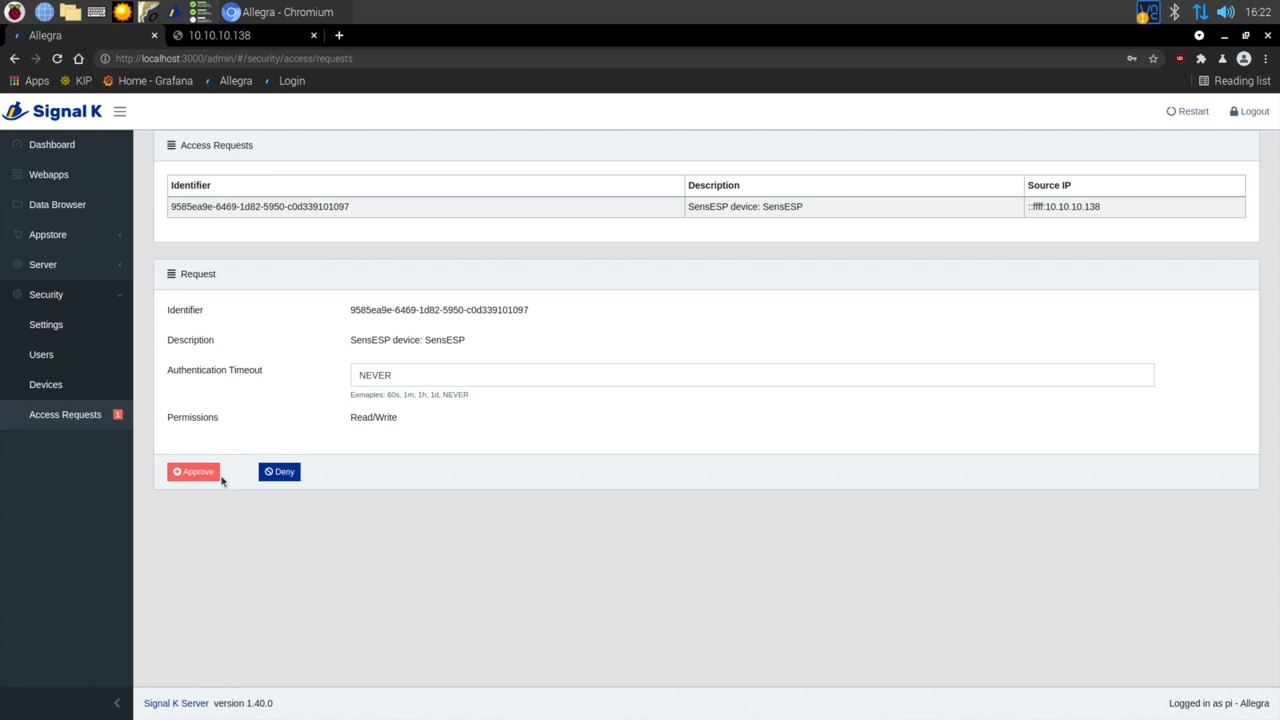 Allegra - Chromium
16:22
Allegra
10.10.10.138
http://localhost:3000/admin/#/security/access/requests
Apps
KIP
Home - Grafana
Allegra
Login
Reading list
Signal K
Restart
Logout
Dashboard
Webapps
Data Browser
Appstore
Server
Security
Settings
Users
Devices
Access Requests 1
Access Requests
Identifier Description Source IP
9585ea9e-6469-1d82-5950-c0d339101097 SensESP device: SensESP ::ffff:10.10.10.138
Request
Identifier 9585ea9e-6469-1d82-5950-c0d339101097
Description SensESP device: SensESP
Authentication Timeout NEVER
Exmaples: 60s, 1m, 1h, 1d, NEVER
Permissions Read/Write
Approve Deny
Signal K Server version 1.40.0
Logged in as pi - Allegra